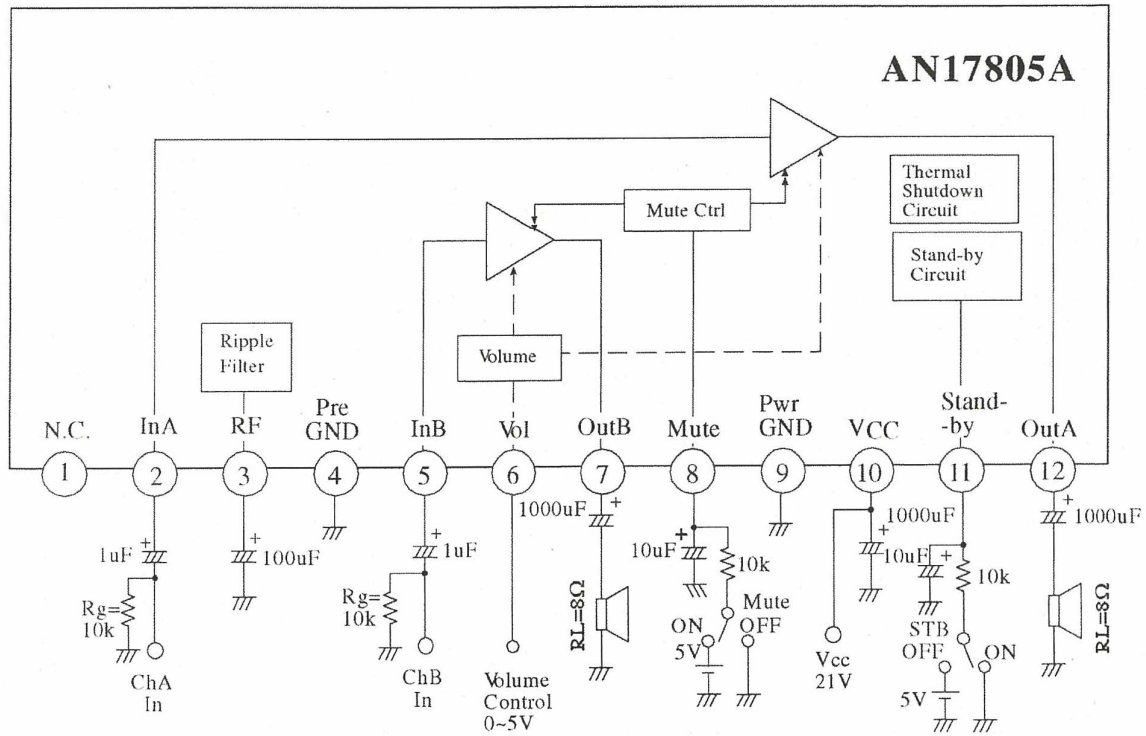 AN17805A
Thermal
Shutdown
Circuit
Mute Ctrl
Stand-by
Circuit
Ripple
Filter
Volume
N.C.
InA
RF
Pre
GND
InB
Vol
OutB
Mute
Pwr
GND
VCC
Stand-
-by
OutA
1
2
3
4
5
6
7
8
9
10
11
12
+
1uF
Rg=
10k
ChA
In
+
100uF
+
1uF
Rg=
10k
ChB
In
Volume
Control
0~5V
1000uF
+
RL=8Ω
+
10uF
10k
ON
5V
Mute
OFF
1000uF
+
Vcc
21V
10uF
+
10k
STB
OFF
ON
5V
+
1000uF
RL=8Ω